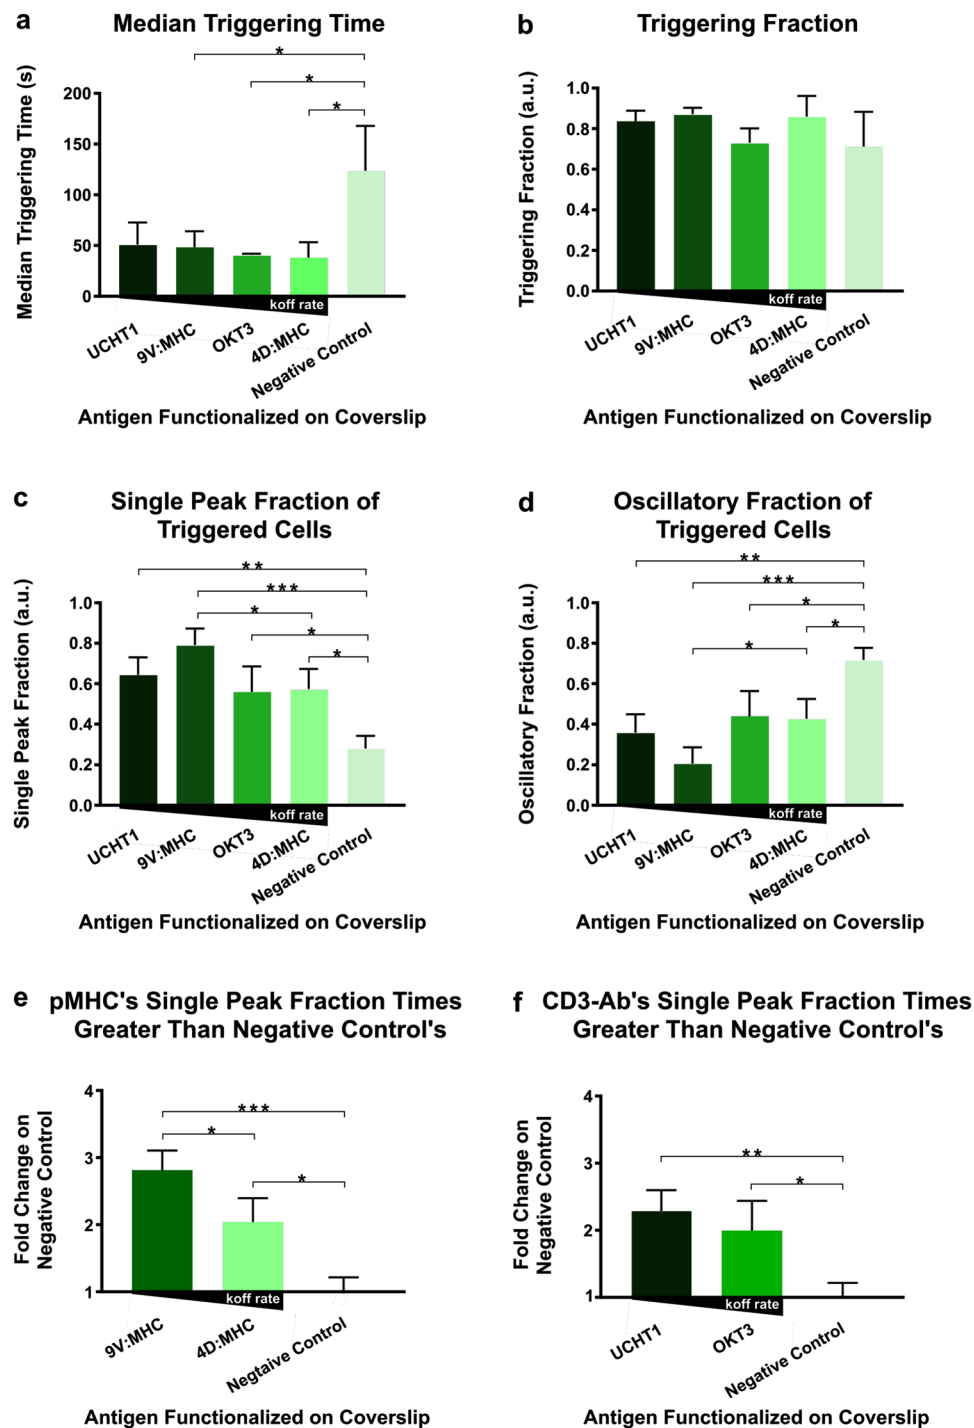 a Median Triggering Time
* * *
Median Triggering Time (s)
200
150
100
50
0
koff rate
UCHT1 9V:MHC OKT3 4D:MHC Negative Control
Antigen Functionalized on Coverslip
b Triggering Fraction
Triggering Fraction (a.u.)
1.0
0.8
0.6
0.4
0.2
0.0
koff rate
UCHT1 9V:MHC OKT3 4D:MHC Negative Control
Antigen Functionalized on Coverslip
c Single Peak Fraction of
Triggered Cells
** *** * * *
Single Peak Fraction (a.u.)
1.0
0.8
0.6
0.4
0.2
0.0
koff rate
UCHT1 9V:MHC OKT3 4D:MHC Negative Control
Antigen Functionalized on Coverslip
d Oscillatory Fraction of
Triggered Cells
** *** * * *
Oscillatory Fraction (a.u.)
1.0
0.8
0.6
0.4
0.2
0.0
koff rate
UCHT1 9V:MHC OKT3 4D:MHC Negative Control
Antigen Functionalized on Coverslip
e pMHC's Single Peak Fraction Times
Greater Than Negative Control's
*** * *
Fold Change on
Negative Control
4
3
2
1
koff rate
9V:MHC 4D:MHC Negtaive Control
Antigen Functionalized on Coverslip
f CD3-Ab's Single Peak Fraction Times
Greater Than Negative Control's
** *
Fold Change on
Negative Control
4
3
2
1
koff rate
UCHT1 OKT3 Negative Control
Antigen Functionalized on Coverslip